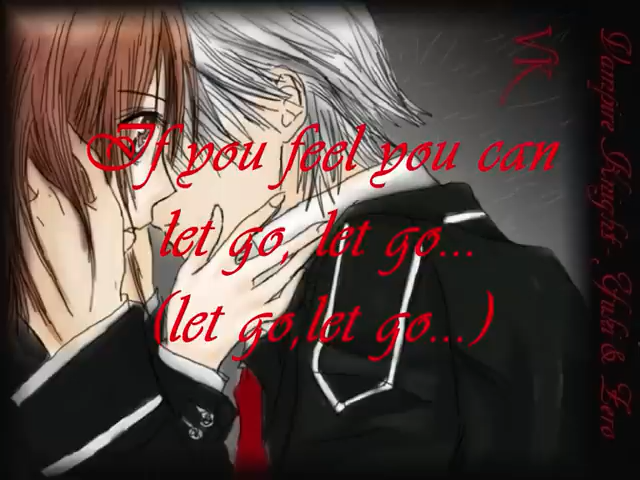 If you feel you can
let go, let go...
(let go,let go...)
VK
Vampire Knight - Yuki & Zero